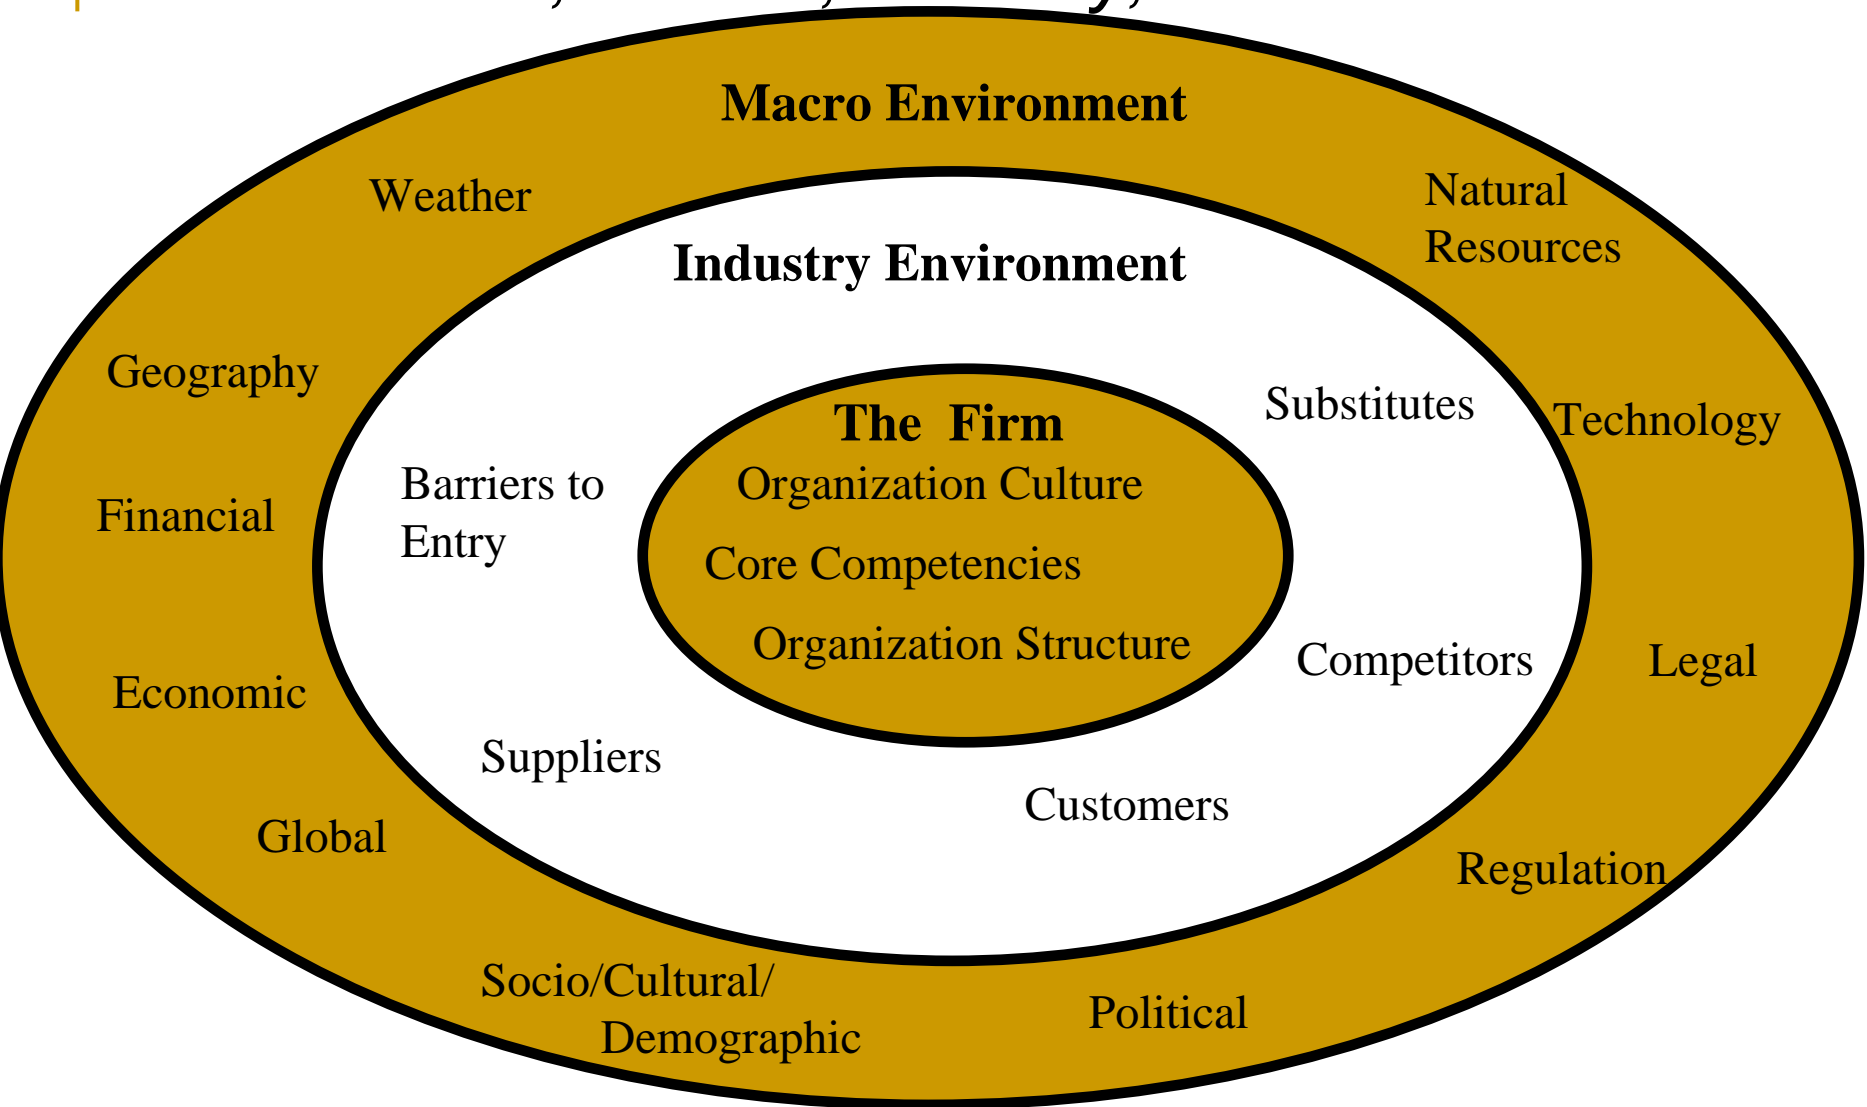 Macro Environment
Weather
Natural
Resources
Industry Environment
Geography
Substitutes
Technology
The Firm
Barriers to
Entry
Organization Culture
Financial
Core Competencies
Organization Structure
Competitors
Legal
Economic
Suppliers
Customers
Global
Regulation
Socio/Cultural/
Demographic
Political